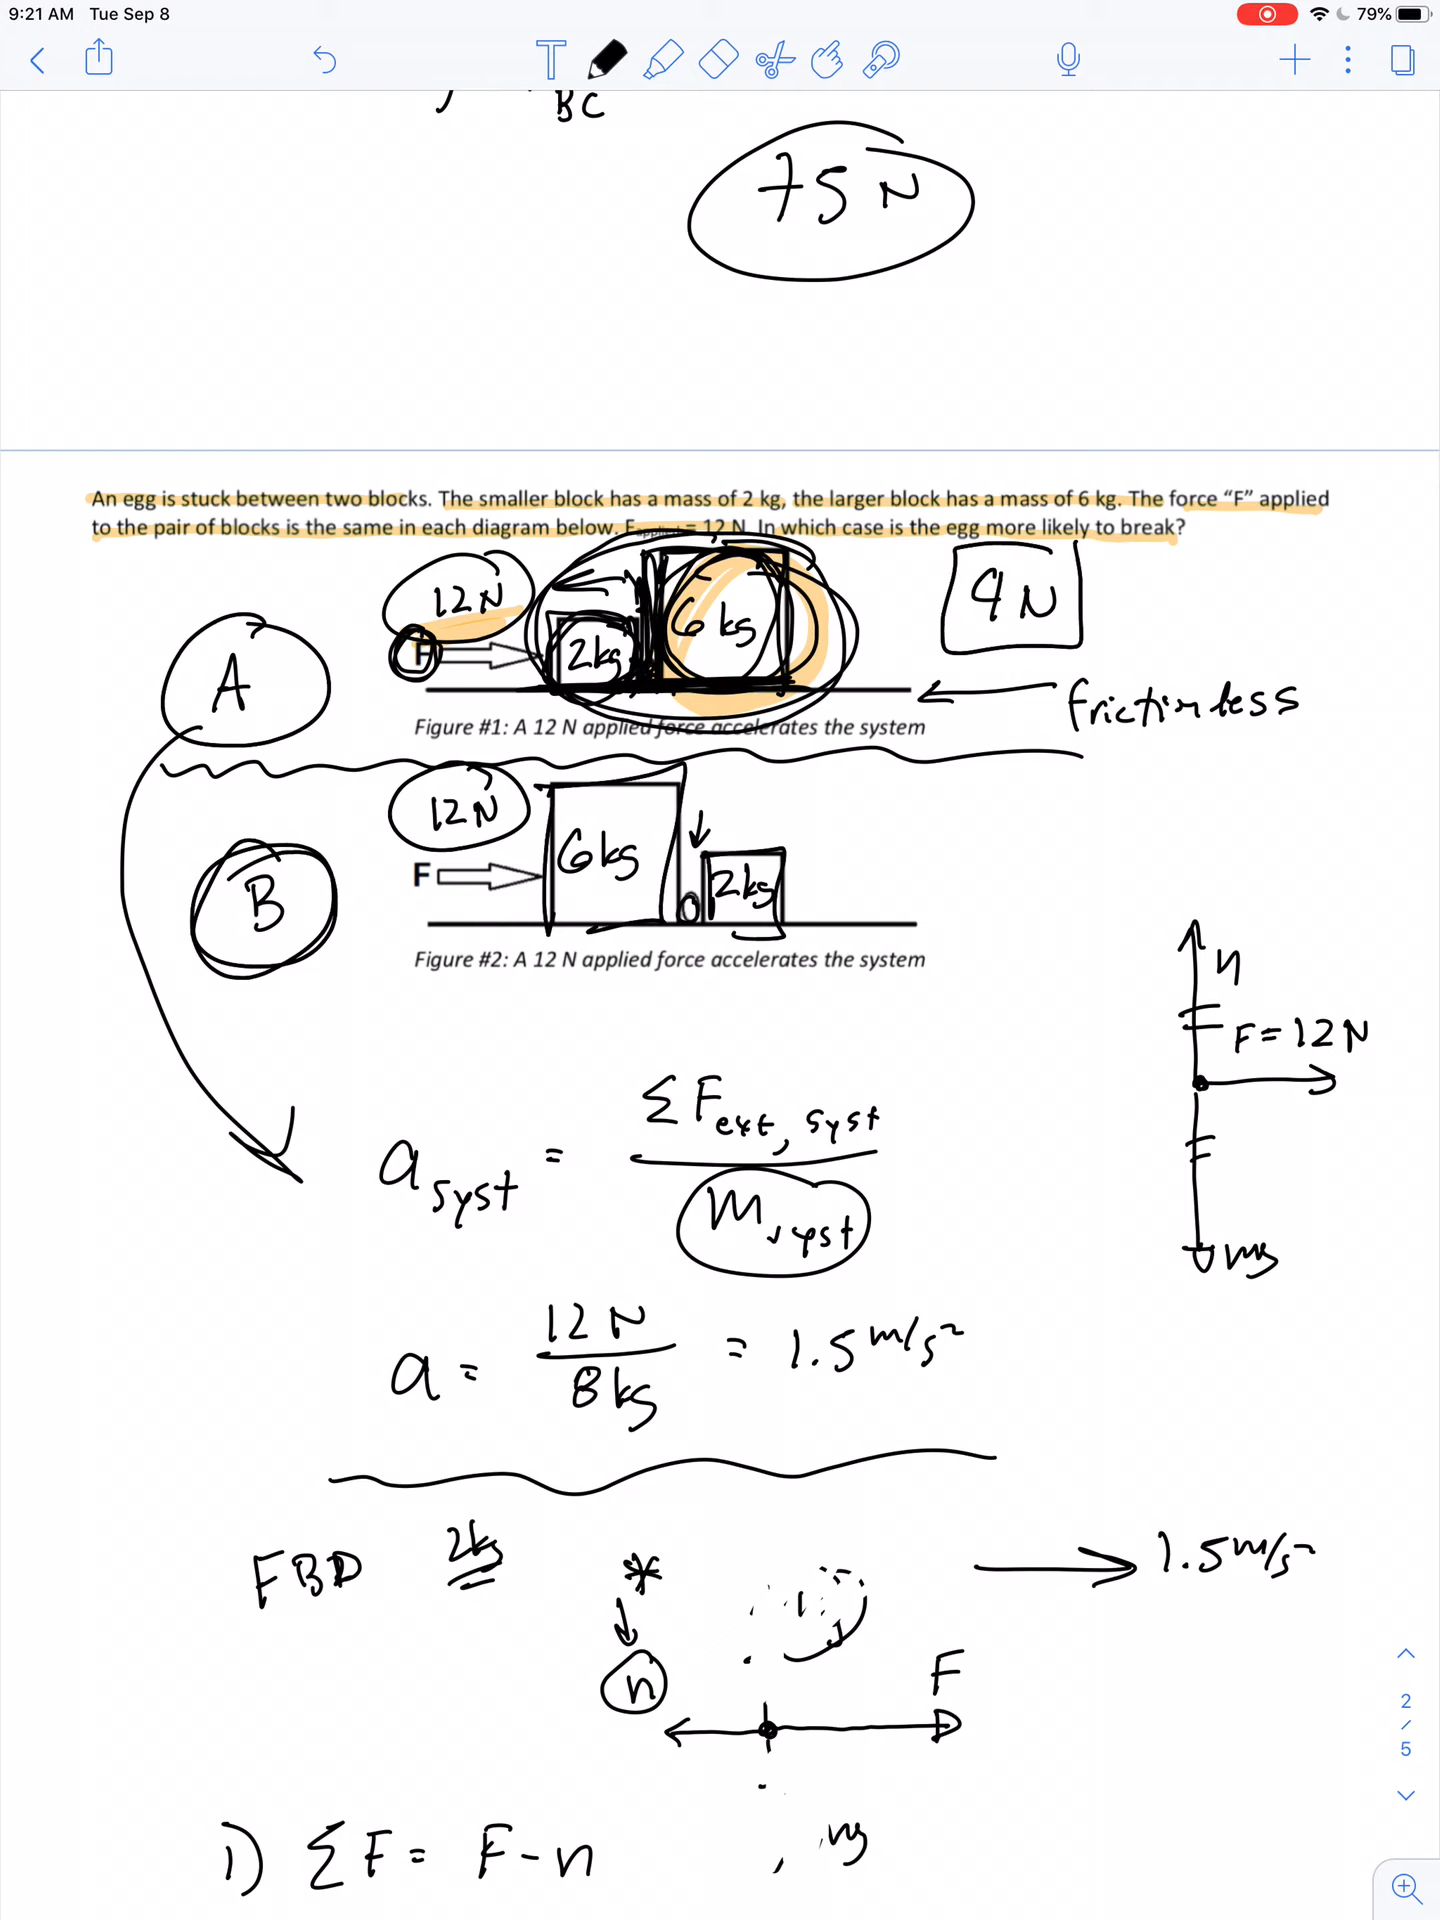 9:21 AM Tue Sep 8
79%
T
BC
75 N
An egg is stuck between two blocks. The smaller block has a mass of 2 kg, the larger block has a mass of 6 kg. The force “F” applied
to the pair of blocks is the same in each diagram below. Fapplied = 12 N. In which case is the egg more likely to break?
12N
6 kg
9 N
F
2kg
A
frictionless
Figure #1: A 12 N applied force accelerates the system
12N
6kg
F
2kg
B
Figure #2: A 12 N applied force accelerates the system
n
F = 12 N
ΣF ext, syst
a syst =
m syst
mg
12 N
a = = 1.5 m/s²
8 kg
FBD 2kg * 1.5 m/s²
n
F
2
/
5
1) ΣF = F - n
mg